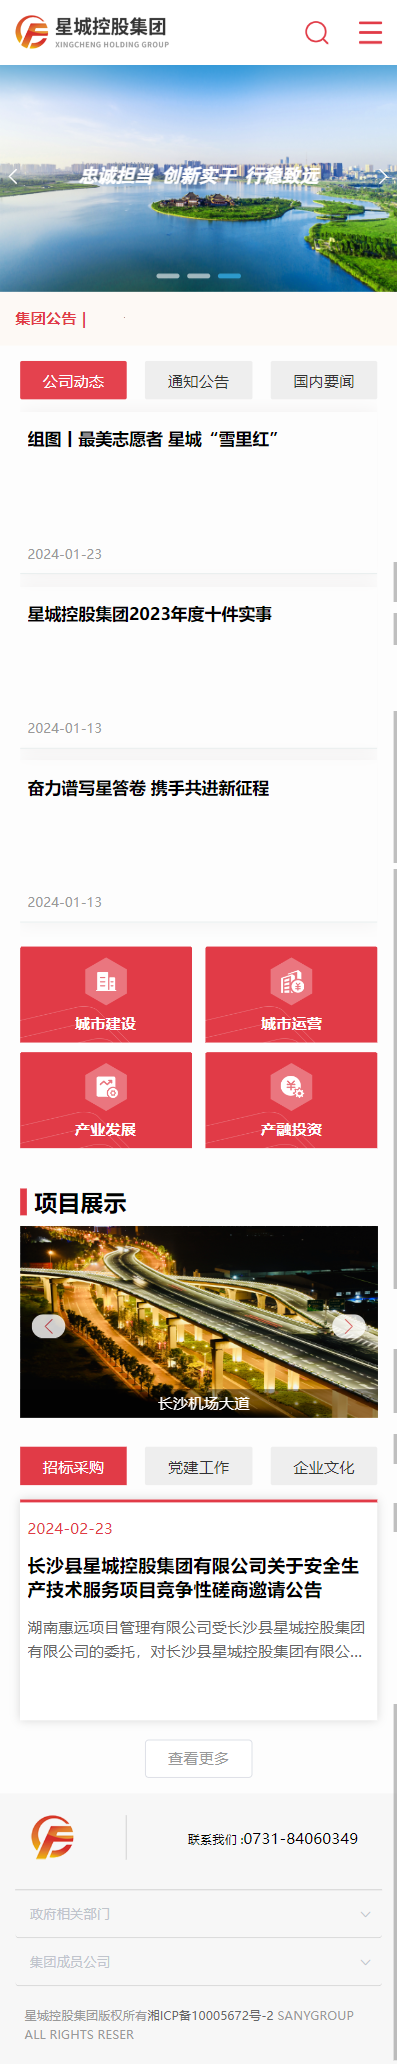 星城控股集团
XINGCHENG HOLDING GROUP
忠诚担当 创新实干 行稳致远
集团公告 |
公司动态
通知公告
国内要闻
组图丨最美志愿者 星城“雪里红”
2024-01-23
星城控股集团2023年度十件实事
2024-01-13
奋力谱写星答卷 携手共进新征程
2024-01-13
城市建设
城市运营
产业发展
产融投资
项目展示
长沙机场大道
招标采购
党建工作
企业文化
2024-02-23
长沙县星城控股集团有限公司关于安全生
产技术服务项目竞争性磋商邀请公告
湖南惠远项目管理有限公司受长沙县星城控股集团
有限公司的委托，对长沙县星城控股集团有限公...
查看更多
联系我们 :0731-84060349
政府相关部门
集团成员公司
星城控股集团版权所有湘ICP备10005672号-2 SANYGROUP
ALL RIGHTS RESER